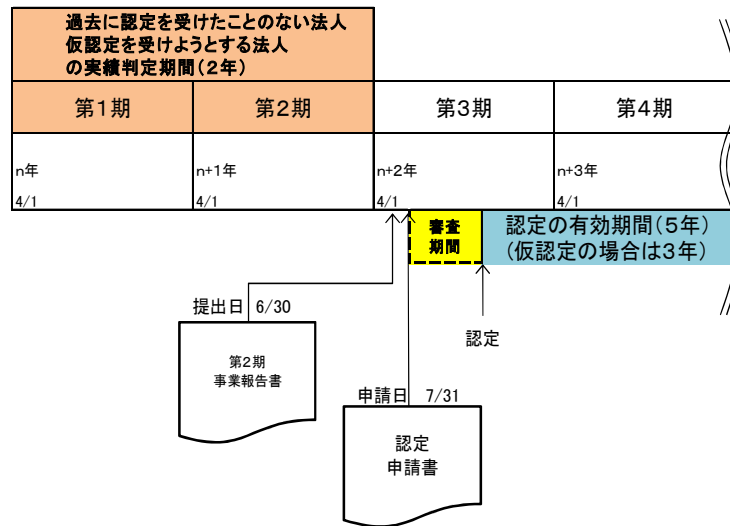 過去に認定を受けたことのない法人
仮認定を受けようとする法人
の実績判定期間(2年)
第1期 第2期 第3期 第4期
n年 n+1年 n+2年 n+3年
4/1 4/1 4/1 4/1
審査
期間
認定の有効期間(5年)
(仮認定の場合は3年)
提出日 6/30
認定
第2期
事業報告書
申請日 7/31
認定
申請書